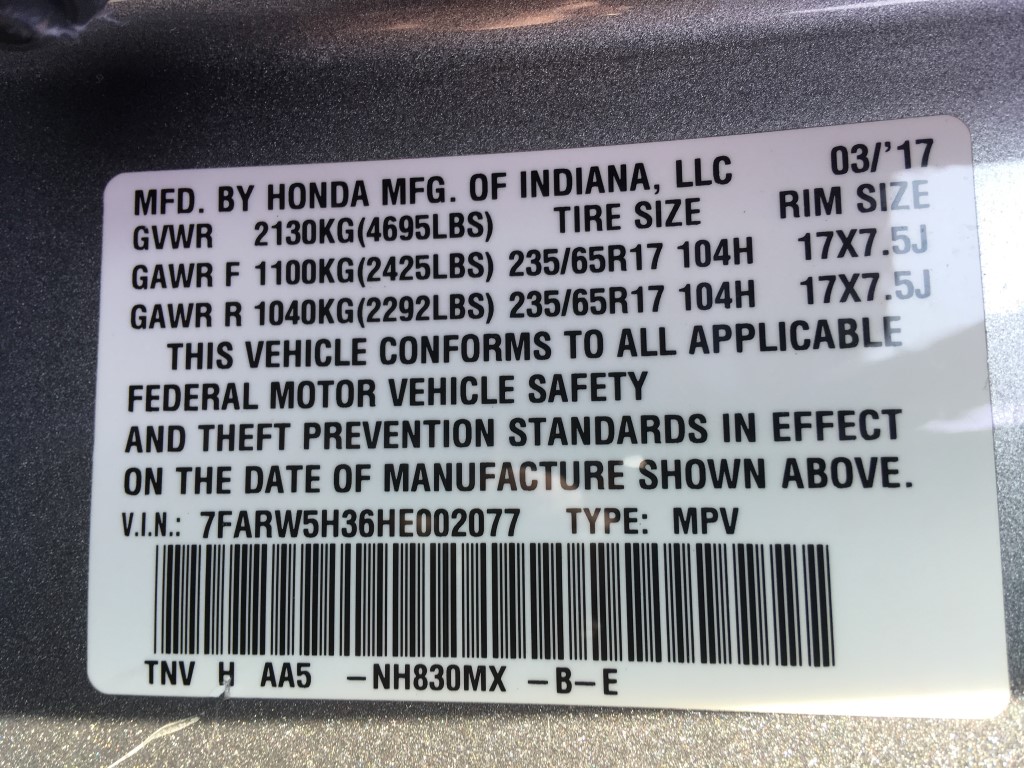 MFD. BY HONDA MFG. OF INDIANA, LLC 03/'17
GVWR 2130KG(4695LBS) TIRE SIZE RIM SIZE
GAWR F 1100KG(2425LBS) 235/65R17 104H 17X7.5J
GAWR R 1040KG(2292LBS) 235/65R17 104H 17X7.5J
THIS VEHICLE CONFORMS TO ALL APPLICABLE
FEDERAL MOTOR VEHICLE SAFETY
AND THEFT PREVENTION STANDARDS IN EFFECT
ON THE DATE OF MANUFACTURE SHOWN ABOVE.
V.I.N.: 7FARW5H36HE002077 TYPE: MPV
TNV H AA5 -NH830MX -B-E